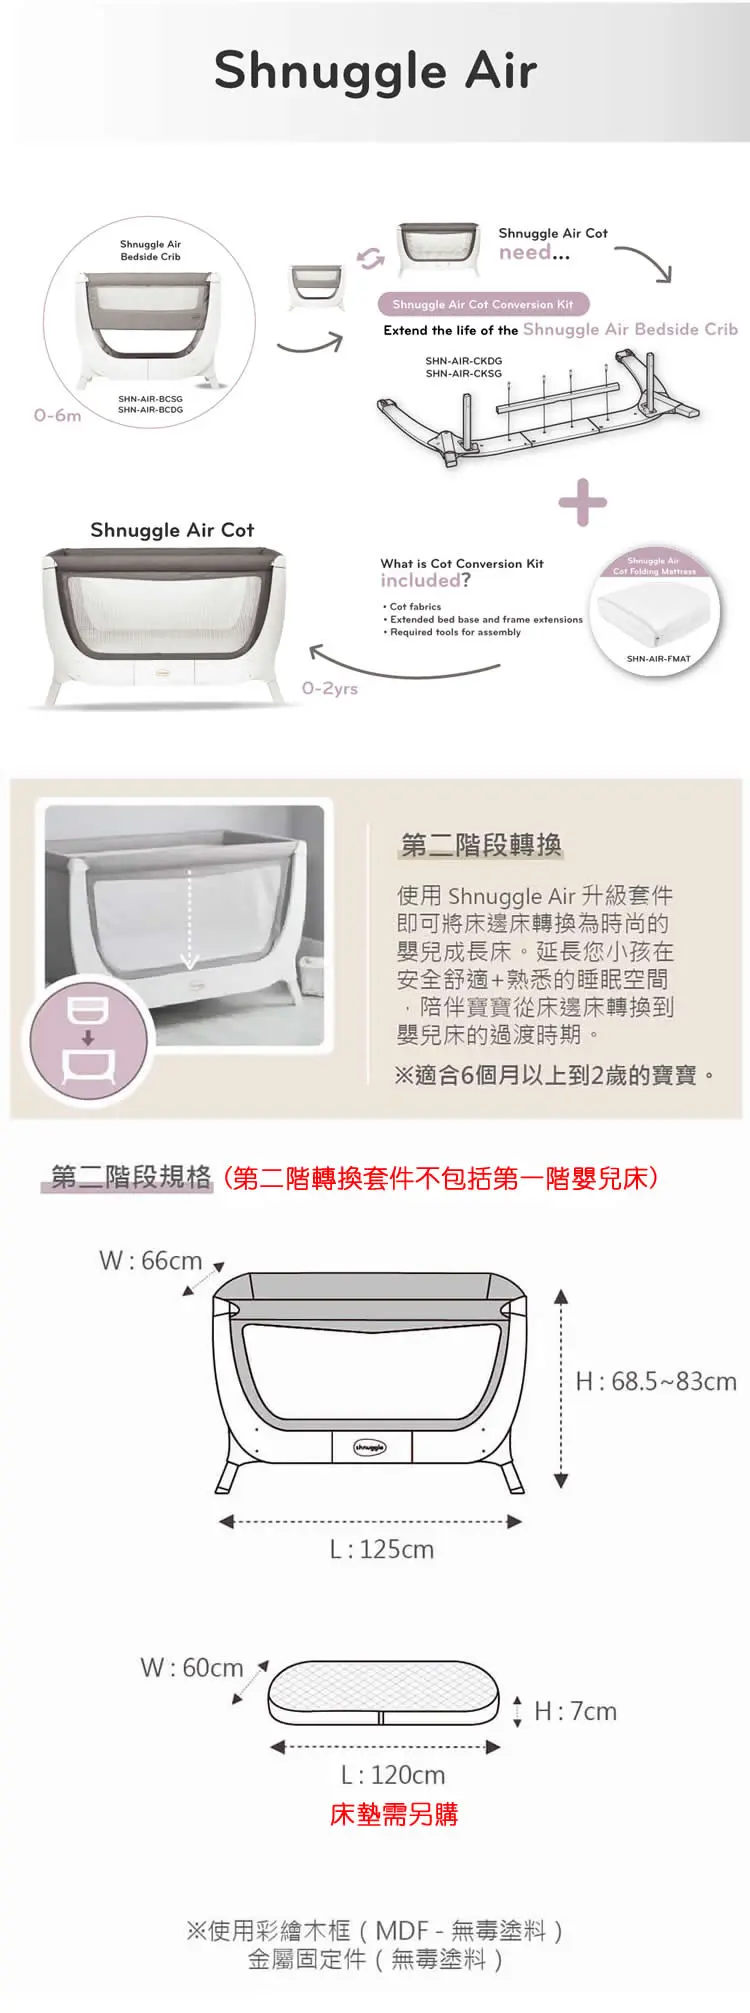 Shnuggle Air
Shnuggle Air
Bedside Crib
SHN-AIR-BCSG
SHN-AIR-BCDG
0-6m
Shnuggle Air Cot
need...
Shnuggle Air Cot Conversion Kit
Extend the life of the Shnuggle Air Bedside Crib
SHN-AIR-CKDG
SHN-AIR-CKSG
Shnuggle Air Cot
What is Cot Conversion Kit
included?
• Cot fabrics
• Extended bed base and frame extensions
• Required tools for assembly
Shnuggle Air
Cot Folding Mattress
SHN-AIR-FMAT
0-2yrs
第二階段轉換
使用 Shnuggle Air 升級套件
即可將床邊床轉換為時尚的
嬰兒成長床。延長您小孩在
安全舒適+熟悉的睡眠空間
，陪伴寶寶從床邊床轉換到
嬰兒床的過渡時期。
※適合6個月以上到2歲的寶寶。
第二階段規格 (第二階轉換套件不包括第一階嬰兒床)
W : 66cm
H : 68.5~83cm
shnuggle
L : 125cm
W : 60cm
H : 7cm
L : 120cm
床墊需另購
※使用彩繪木框 ( MDF - 無毒塗料 )
金屬固定件 ( 無毒塗料 )